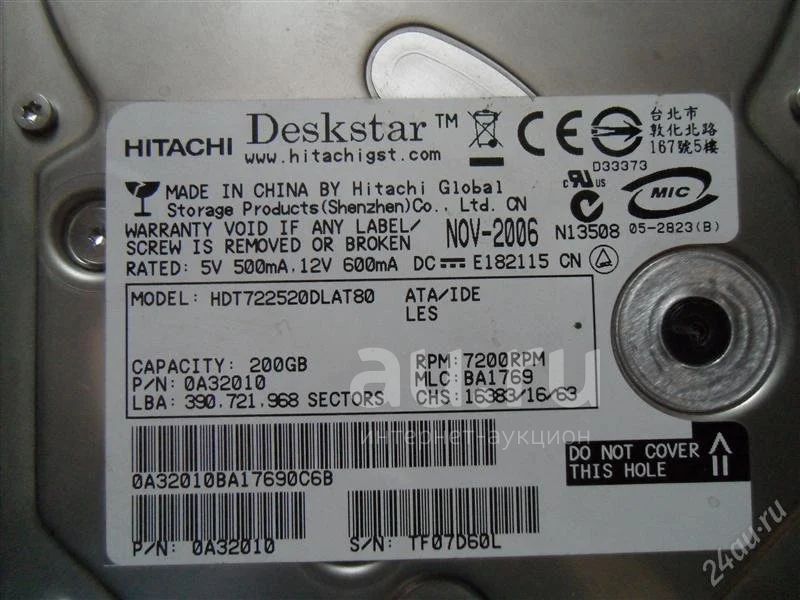 HITACHI Deskstar™
www.hitachigst.com
CE
台北市
敦化北路
167號5樓
D33373
MADE IN CHINA BY Hitachi Global
Storage Products(Shenzhen)Co., Ltd. CN
c RU US
MIC
WARRANTY VOID IF ANY LABEL/
SCREW IS REMOVED OR BROKEN
NOV-2006
N13508
05-2823(B)
RATED: 5V 500mA, 12V 600mA DC E182115 CN
MODEL: HDT722520DLAT80 ATA/IDE
LES
CAPACITY: 200GB RPM: 7200RPM
P/N: 0A32010 MLC: BA1769
LBA: 390,721,968 SECTORS CHS: 16383/16/63
au.ru
интернет-аукцион
0A32010BA17690C6B
DO NOT COVER
THIS HOLE
P/N: 0A32010 S/N: TF07D60L
24au.ru